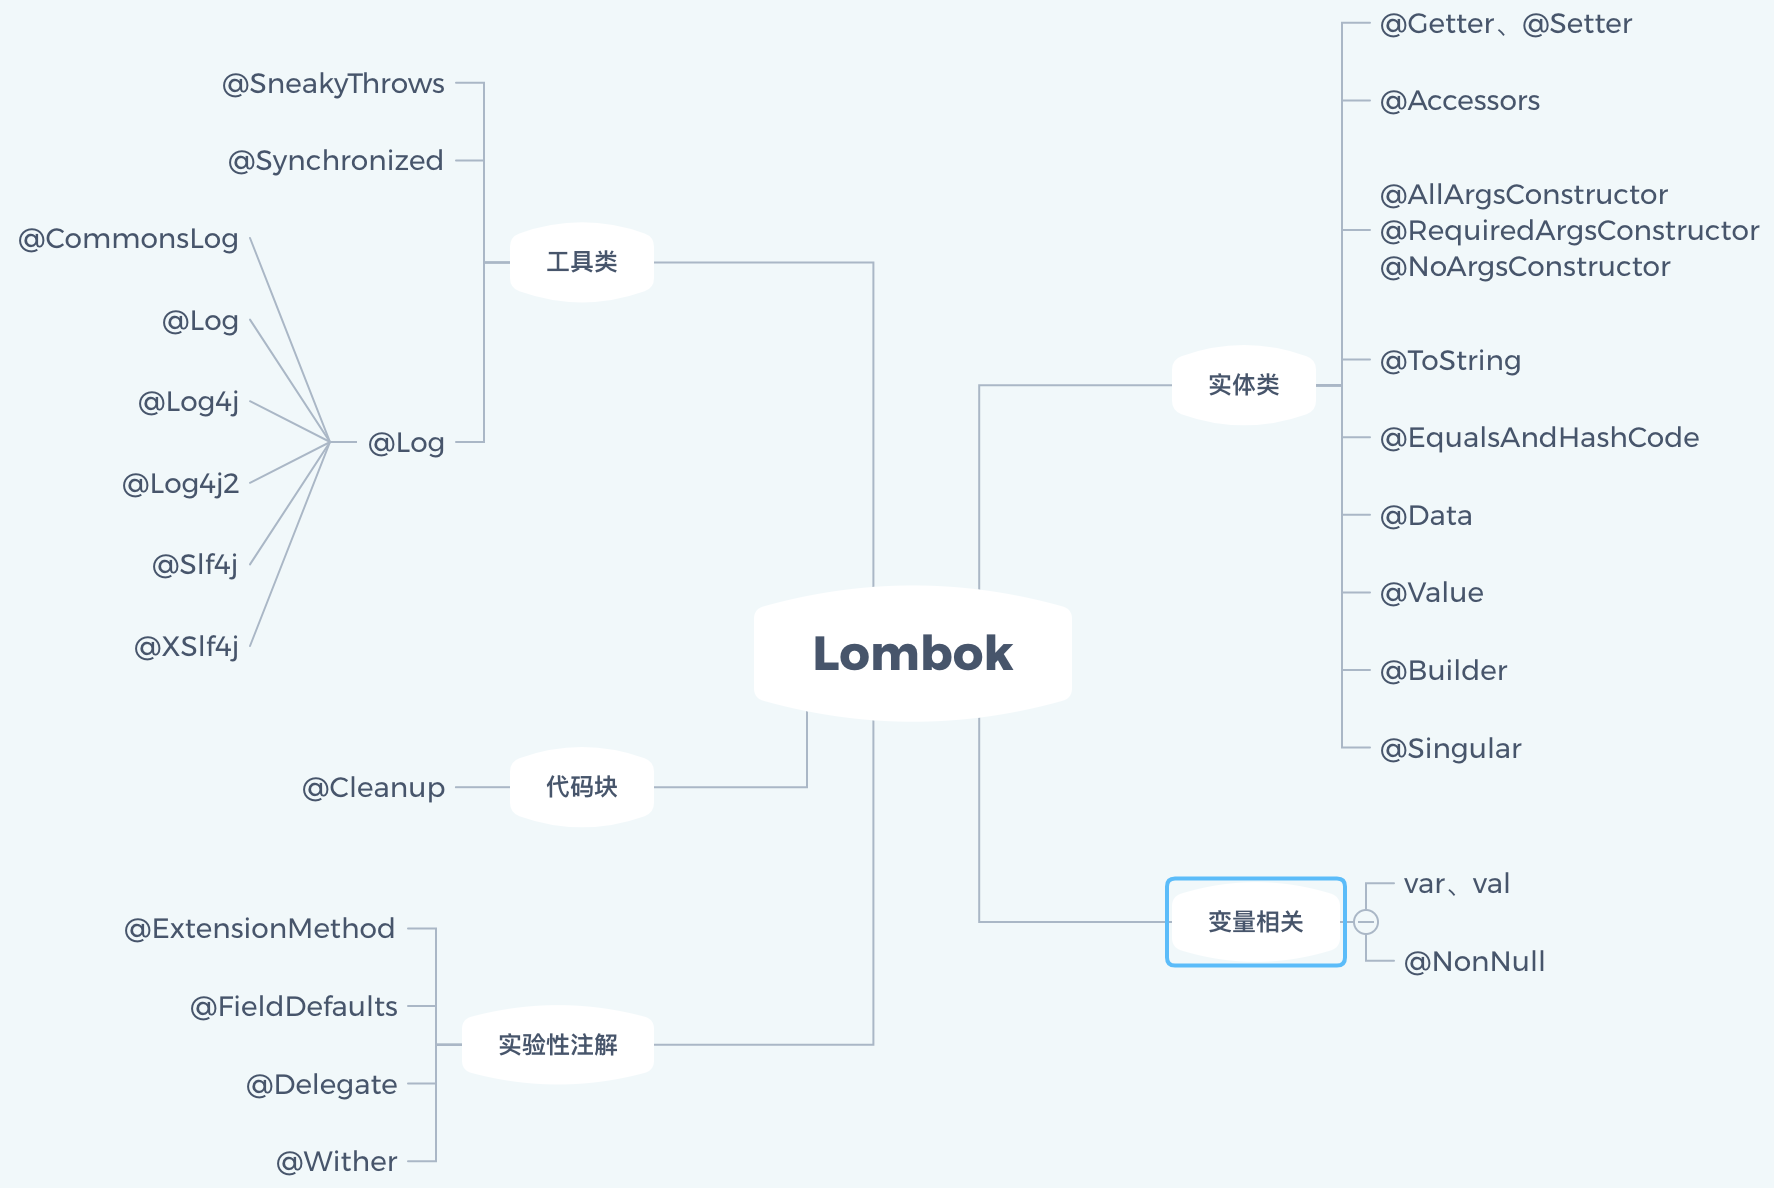 Lombok
工具类
@SneakyThrows
@Synchronized
@Log
@CommonsLog
@Log
@Log4j
@Log4j2
@Slf4j
@XSlf4j
代码块
@Cleanup
实验性注解
@ExtensionMethod
@FieldDefaults
@Delegate
@Wither
实体类
@Getter、@Setter
@Accessors
@AllArgsConstructor
@RequiredArgsConstructor
@NoArgsConstructor
@ToString
@EqualsAndHashCode
@Data
@Value
@Builder
@Singular
变量相关
var、val
@NonNull